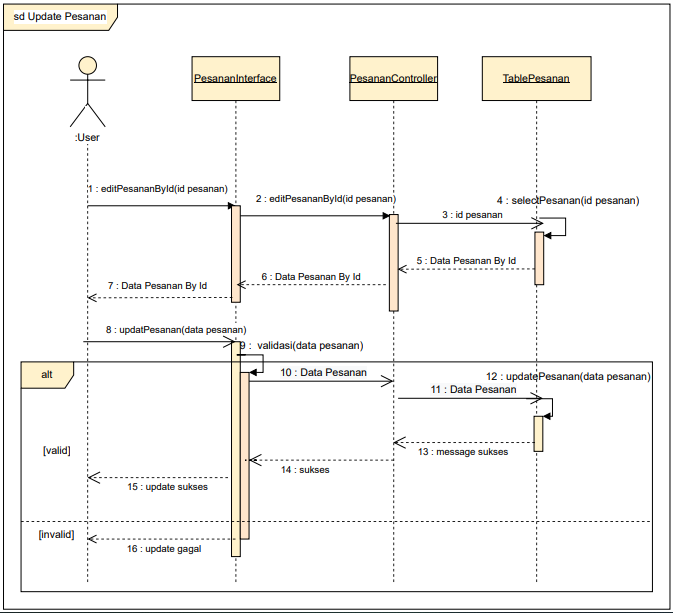 sd Update Pesanan
PesananInterface
PesananController
TablePesanan
:User
1 : editPesananById(id pesanan)
2 : editPesananById(id pesanan)
3 : id pesanan
4 : selectPesanan(id pesanan)
5 : Data Pesanan By Id
6 : Data Pesanan By Id
7 : Data Pesanan By Id
8 : updatPesanan(data pesanan)
9 : validasi(data pesanan)
alt
10 : Data Pesanan
12 : updatePesanan(data pesanan)
11 : Data Pesanan
[valid]
13 : message sukses
14 : sukses
15 : update sukses
[invalid]
16 : update gagal